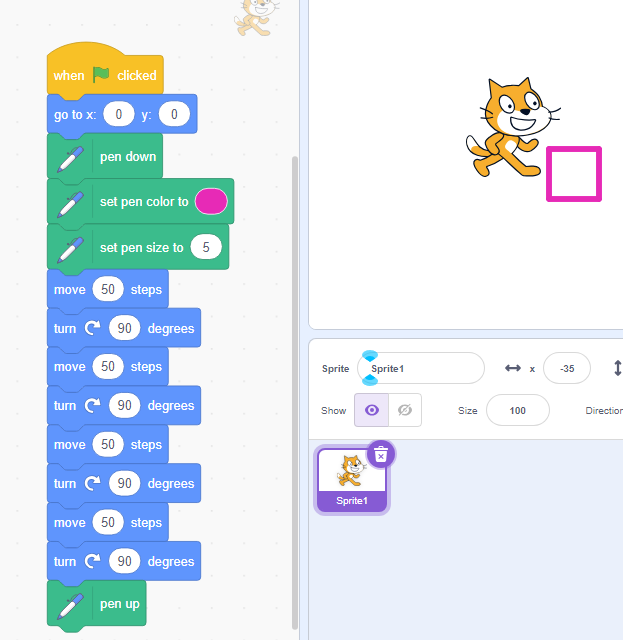 when clicked
go to x: 0 y: 0
pen down
set pen color to
set pen size to 5
move 50 steps
turn 90 degrees
move 50 steps
turn 90 degrees
move 50 steps
turn 90 degrees
move 50 steps
turn 90 degrees
pen up
Sprite Sprite1 x -35
Show Size 100 Direction
Sprite1